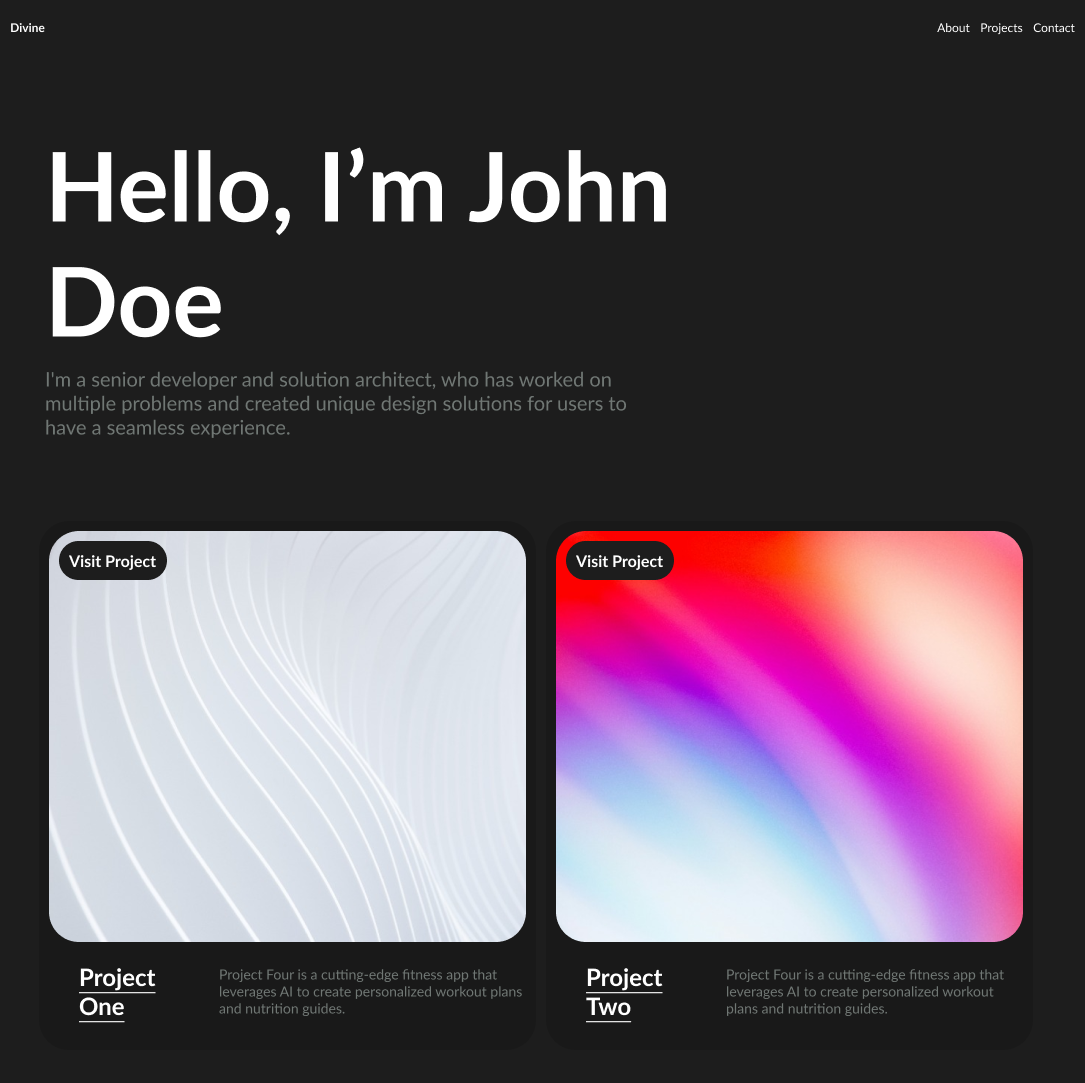 Divine
About Projects Contact
Hello, I’m John
Doe
I'm a senior developer and solution architect, who has worked on
multiple problems and created unique design solutions for users to
have a seamless experience.
Visit Project
Visit Project
Project
One
Project Four is a cutting-edge fitness app that
leverages AI to create personalized workout plans
and nutrition guides.
Project
Two
Project Four is a cutting-edge fitness app that
leverages AI to create personalized workout
plans and nutrition guides.